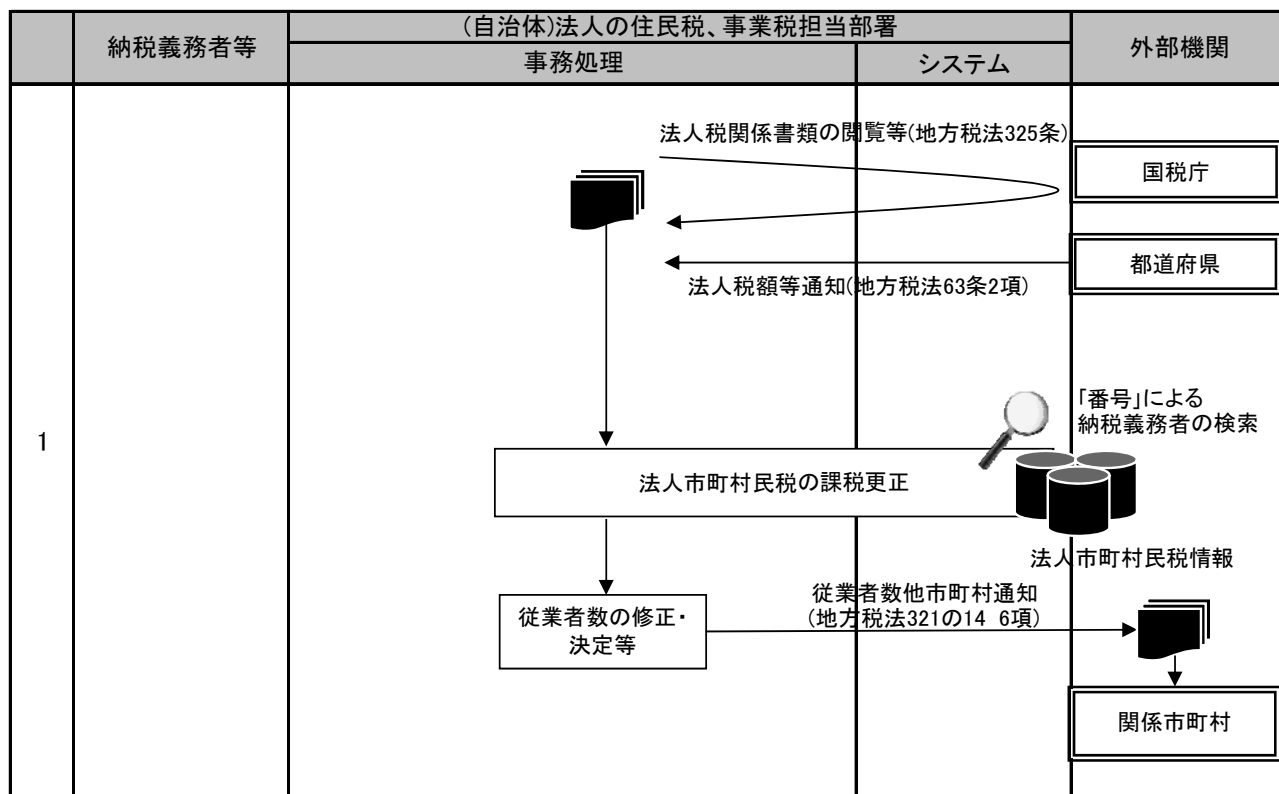 納税義務者等
(自治体)法人の住民税、事業税担当部署
事務処理
システム
外部機関
1
法人税関係書類の閲覧等(地方税法325条)
国税庁
都道府県
法人税額等通知(地方税法63条2項)
「番号」による
納税義務者の検索
法人市町村民税の課税更正
法人市町村民税情報
従業者数の修正・
決定等
従業者数他市町村通知
(地方税法321の14 6項)
関係市町村